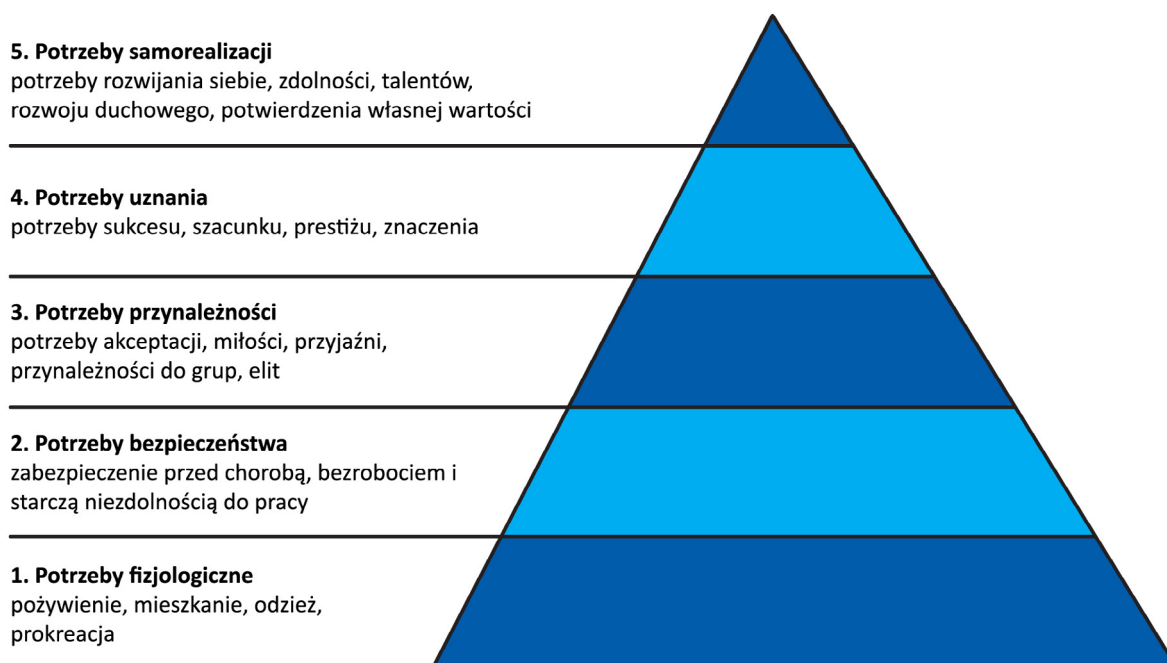 5. Potrzeby samorealizacji
potrzeby rozwijania siebie, zdolności, talentów,
rozwoju duchowego, potwierdzenia własnej wartości
4. Potrzeby uznania
potrzeby sukcesu, szacunku, prestiżu, znaczenia
3. Potrzeby przynależności
potrzeby akceptacji, miłości, przyjaźni,
przynależności do grup, elit
2. Potrzeby bezpieczeństwa
zabezpieczenie przed chorobą, bezrobociem i
starczą niezdolnością do pracy
1. Potrzeby fizjologiczne
pożywienie, mieszkanie, odzież,
prokreacja